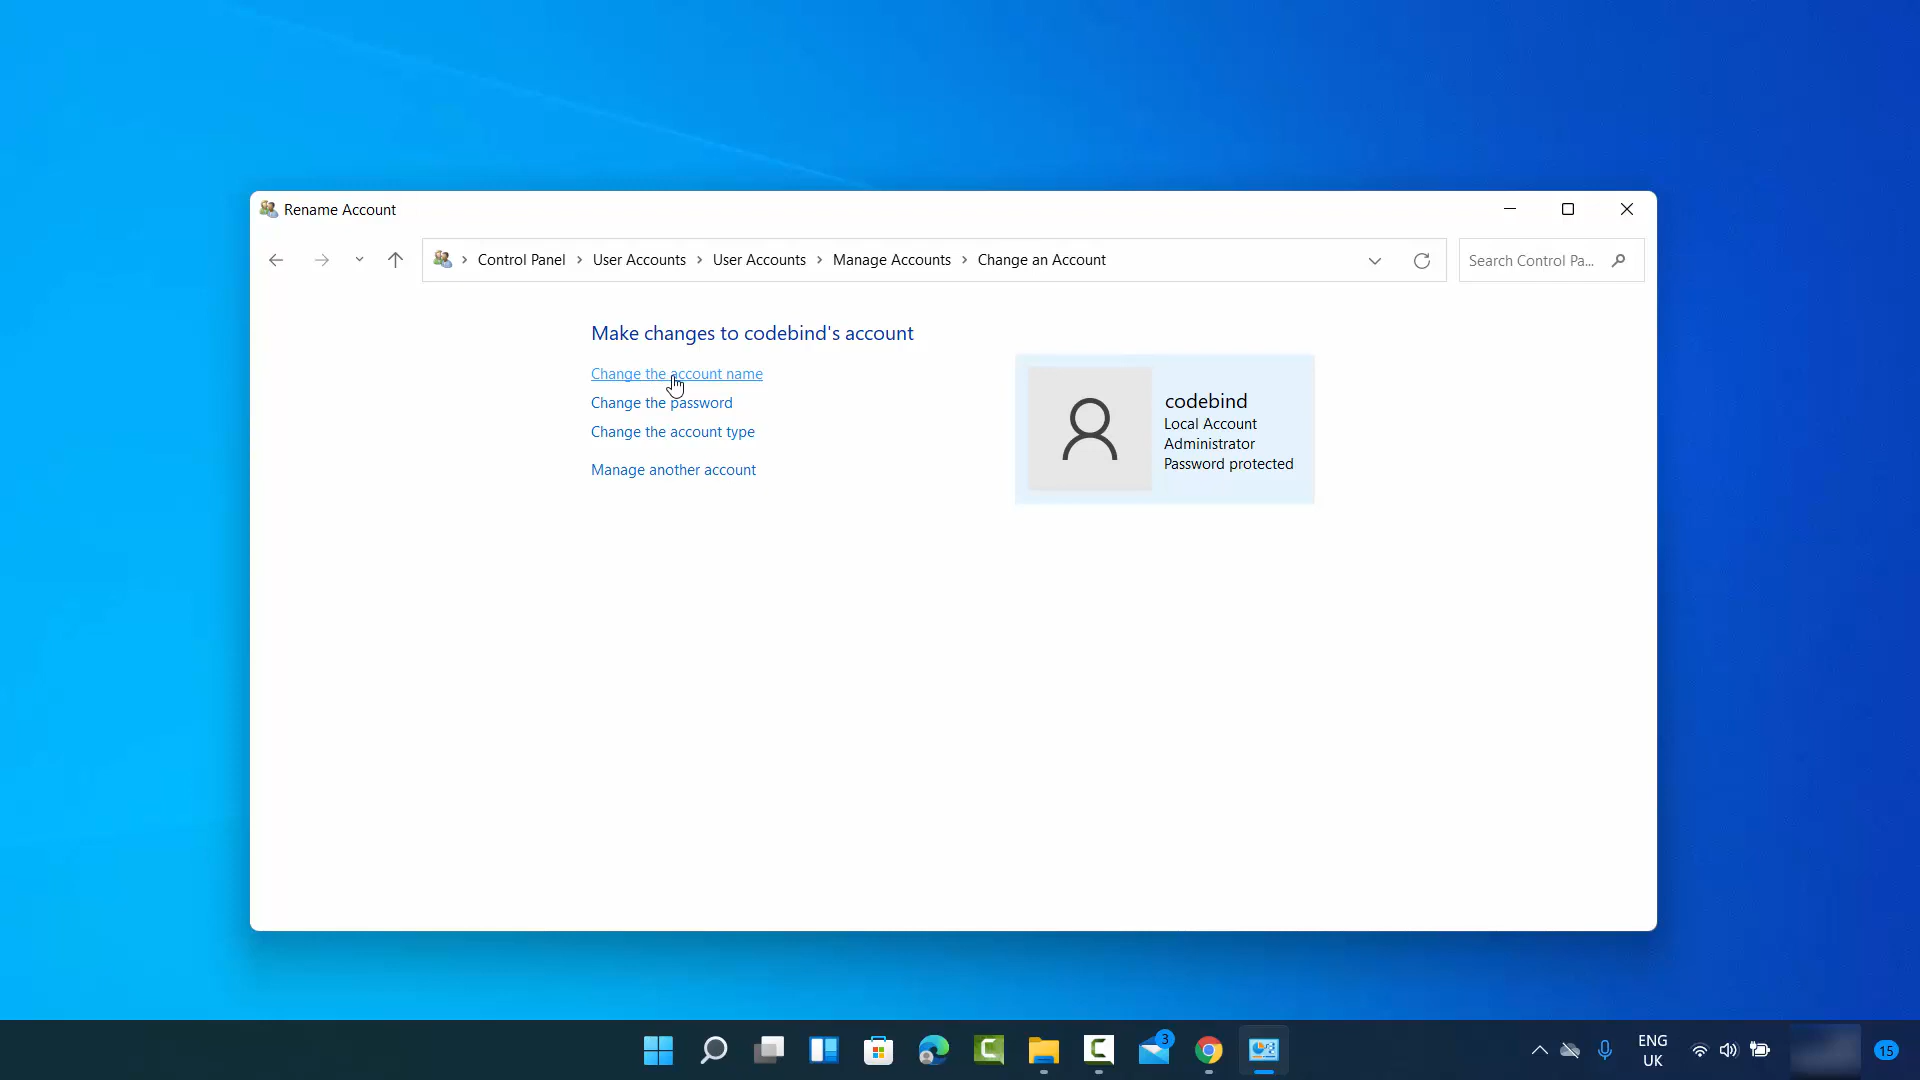 Rename Account
Control Panel > User Accounts > User Accounts > Manage Accounts > Change an Account
Search Control Pa...
Make changes to codebind's account
Change the account name
Change the password
Change the account type
Manage another account
codebind
Local Account
Administrator
Password protected
3
ENG
UK
15